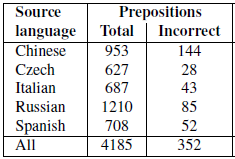 Source Prepositions
language Total Incorrect
Chinese 953 144
Czech 627 28
Italian 687 43
Russian 1210 85
Spanish 708 52
All 4185 352